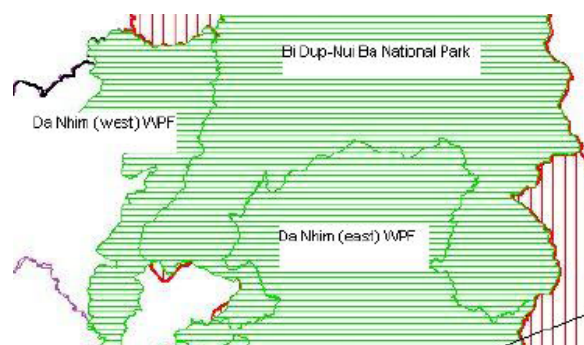 Bi Dup-Nui Ba National Park
Da Nhim (west) WPF
Da Nhim (east) WPF